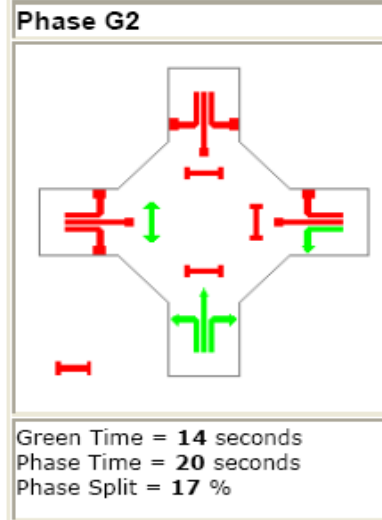 Phase G2
Green Time = 14 seconds
Phase Time = 20 seconds
Phase Split = 17 %